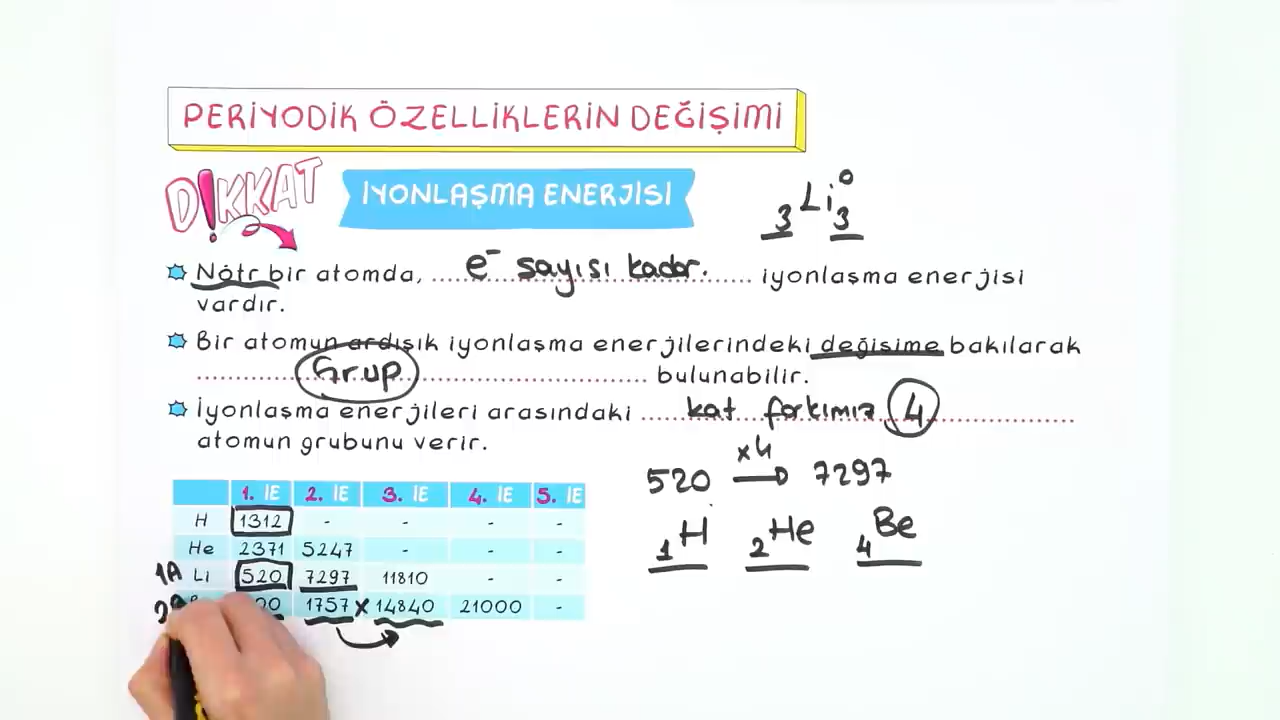 PERİYODİK ÖZELLİKLERİN DEĞİŞİMİ
DİKKAT
İYONLAŞMA ENERJİSİ
3Li3 0
Nötr bir atomda, e- sayısı kadar. iyonlaşma enerjisi
vardır.
Bir atomun ardışık iyonlaşma enerjilerindeki değişime bakılarak
Grup bulunabilir.
İyonlaşma enerjileri arasındaki kat farkımız 4
atomun grubunu verir.
520 x4 7297
1H 2He 4Be
1. IE 2. IE 3. IE 4. IE 5. IE
H 1312 - - - -
He 2371 5247 - - -
1A Li 520 7297 11810 - -
1757 x 14840 21000 -